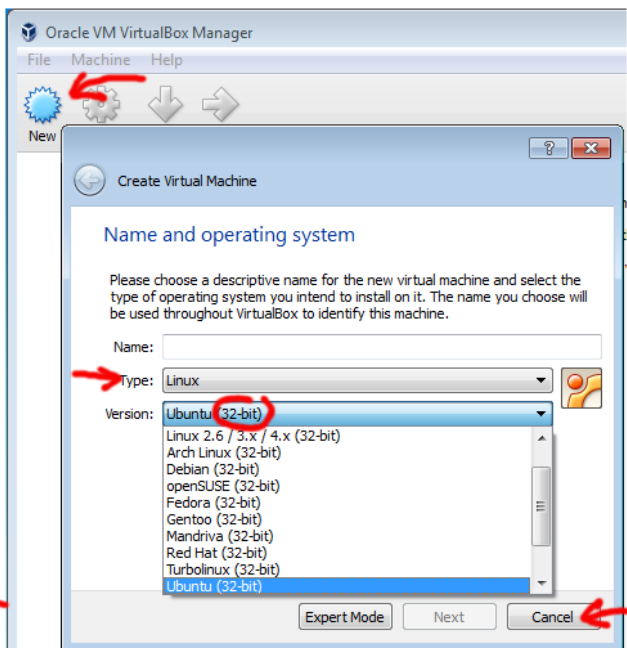 Oracle VM VirtualBox Manager
File Machine Help
New
?
Create Virtual Machine
Name and operating system
Please choose a descriptive name for the new virtual machine and select the
type of operating system you intend to install on it. The name you choose will
be used throughout VirtualBox to identify this machine.
Name:
Type: Linux
Version: Ubuntu (32-bit)
Linux 2.6 / 3.x / 4.x (32-bit)
Arch Linux (32-bit)
Debian (32-bit)
openSUSE (32-bit)
Fedora (32-bit)
Gentoo (32-bit)
Mandriva (32-bit)
Red Hat (32-bit)
Turbolinux (32-bit)
Ubuntu (32-bit)
Expert Mode Next Cancel